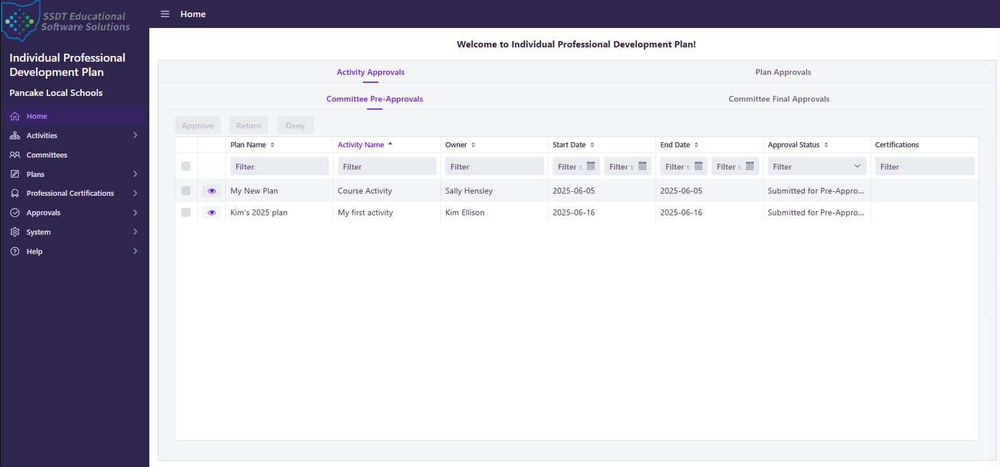 SSDT Educational
Software Solutions
Individual Professional
Development Plan
Pancake Local Schools
Home
Activities
Committees
Plans
Professional Certifications
Approvals
System
Help
Home
Welcome to Individual Professional Development Plan!
Activity Approvals Plan Approvals
Committee Pre-Approvals Committee Final Approvals
Approve Return Deny
Plan Name Activity Name Owner Start Date End Date Approval Status Certifications
Filter Filter Filter Filter s Filter s Filter s Filter s Filter Filter
My New Plan Course Activity Sally Hensley 2025-06-05 2025-06-05 Submitted for Pre-Appro...
Kim's 2025 plan My first activity Kim Ellison 2025-06-16 2025-06-16 Submitted for Pre-Appro...